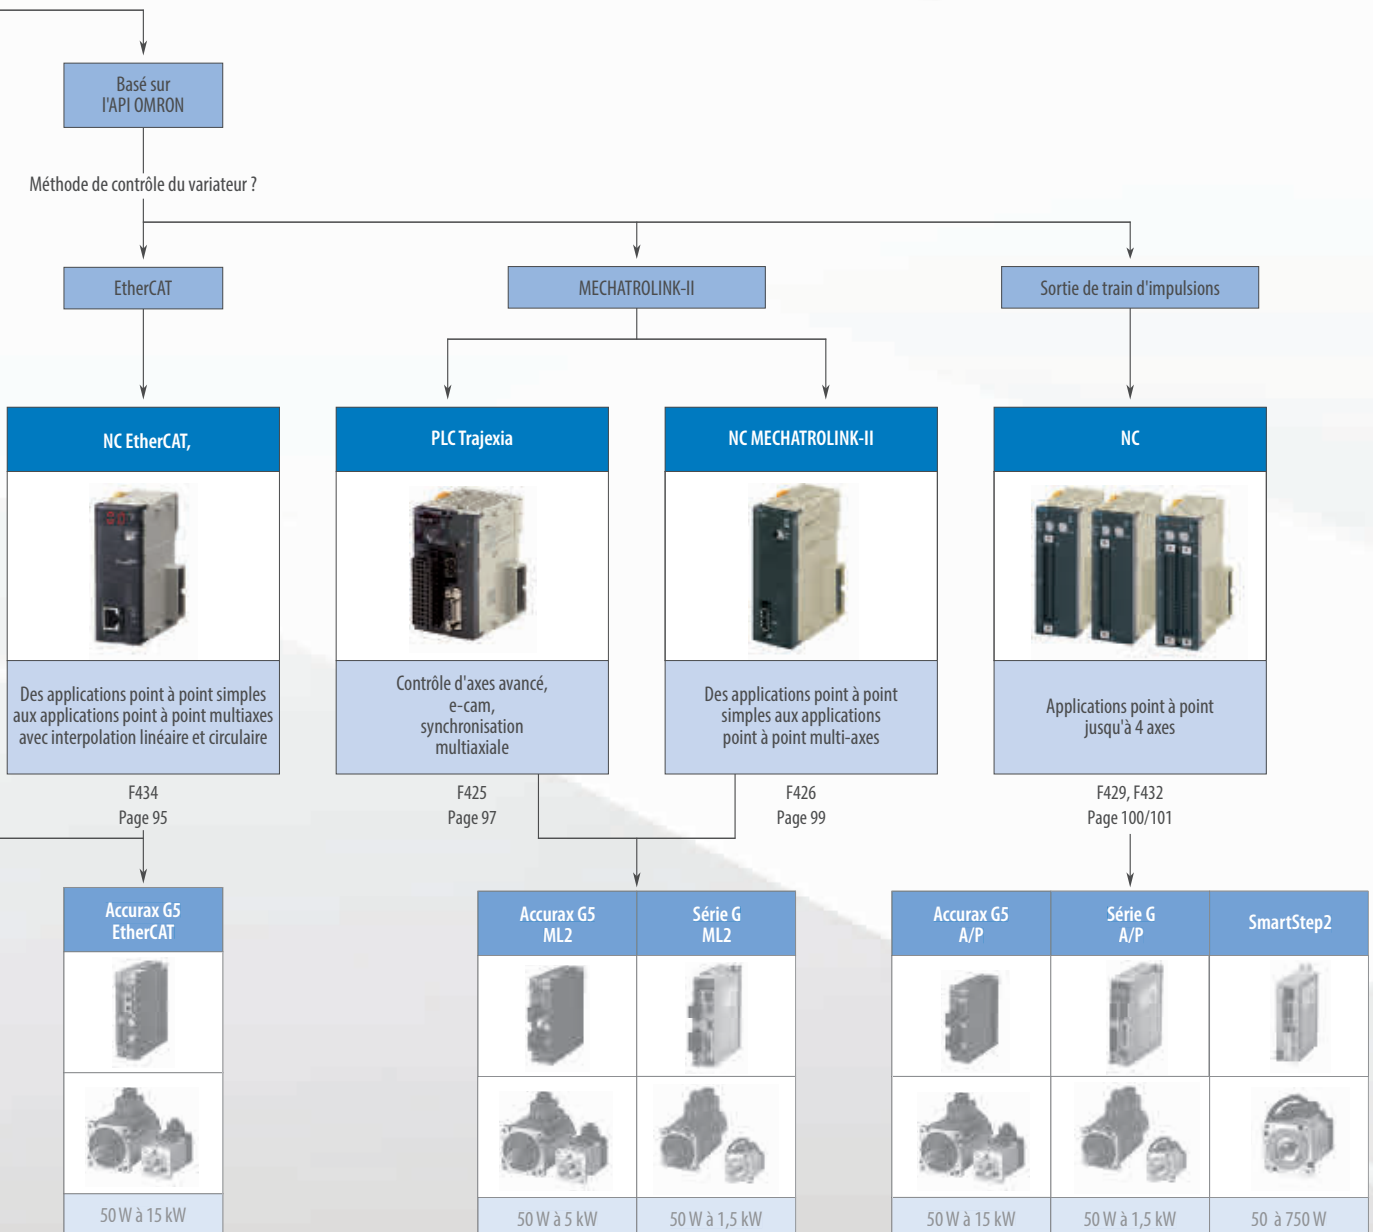 Basé sur
l'API OMRON
Méthode de contrôle du variateur ?
EtherCAT
MECHATROLINK-II
Sortie de train d'impulsions
NC EtherCAT,
PLC Trajexia
NC MECHATROLINK-II
NC
Des applications point à point simples
aux applications point à point multiaxes
avec interpolation linéaire et circulaire
Contrôle d'axes avancé,
e-cam,
synchronisation
multiaxiale
Des applications point à point
simples aux applications
point à point multi-axes
Applications point à point
jusqu'à 4 axes
F434
Page 95
F425
Page 97
F426
Page 99
F429, F432
Page 100/101
Accurax G5
EtherCAT
Accurax G5
ML2
Série G
ML2
Accurax G5
A/P
Série G
A/P
SmartStep2
50 W à 15 kW
50 W à 5 kW
50 W à 1,5 kW
50 W à 15 kW
50 W à 1,5 kW
50 à 750 W